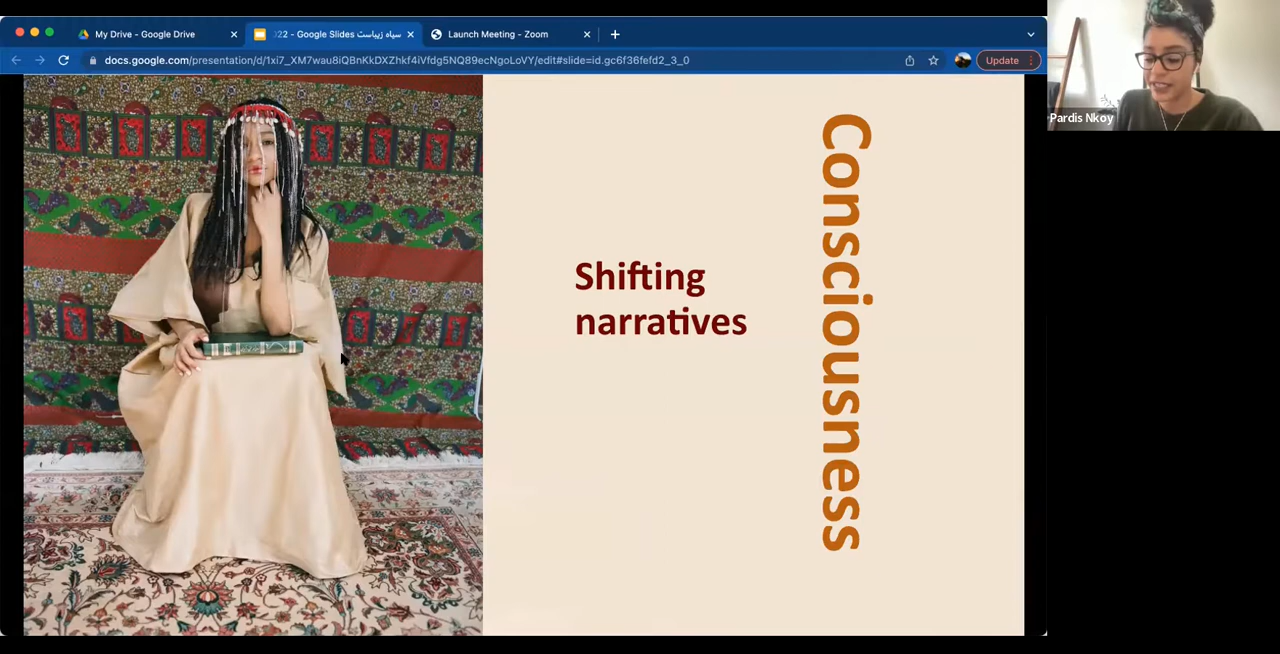 My Drive - Google Drive
022 - Google Slides سیاه زیباست
Launch Meeting - Zoom
docs.google.com/presentation/d/1xi7_XM7wau8iQBnKkDXZhkf4iVfdg5NQ89ecNgoLoVY/edit#slide=id.gc6f36fefd2_3_0
Update
Pardis Nkoy
Shifting
narratives
Consciousness